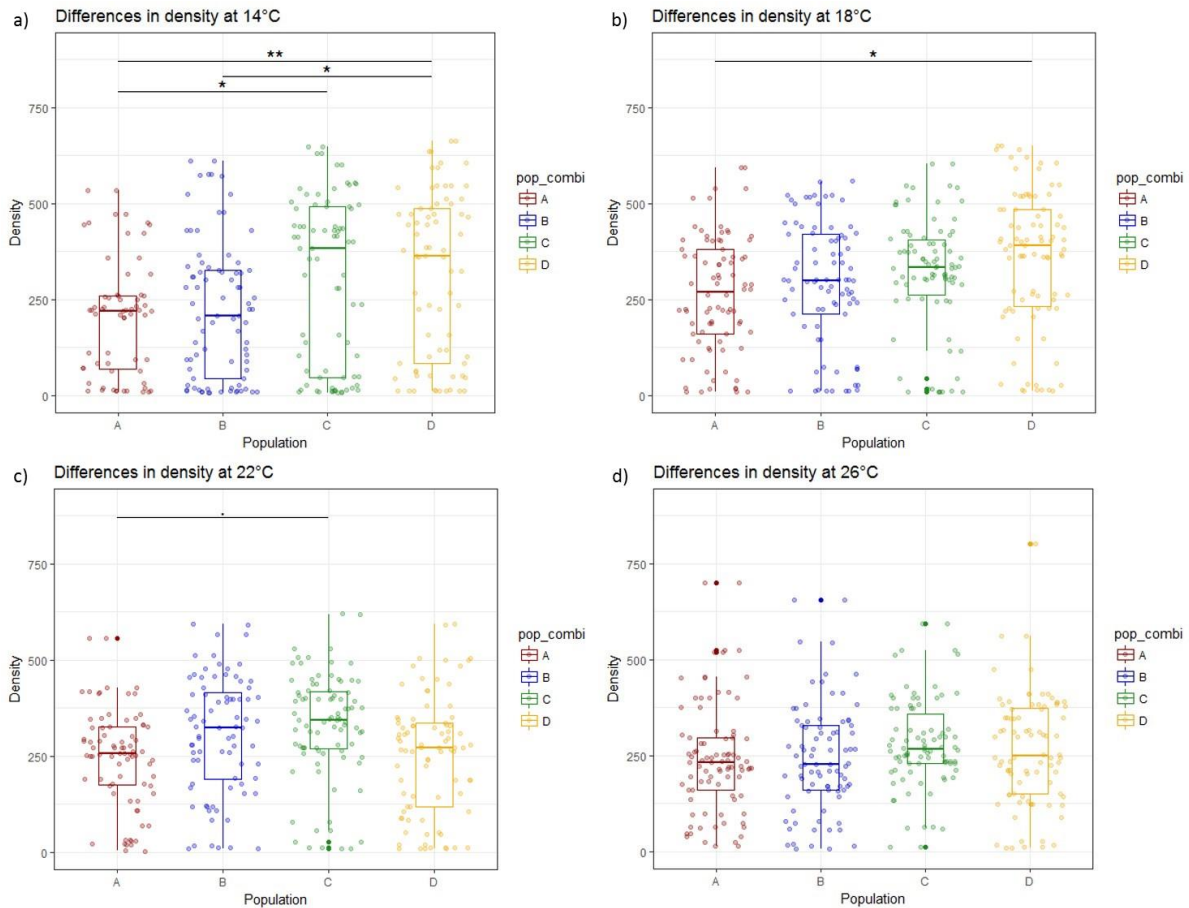 a)
Differences in density at 14°C
**
*
*
750
500
250
0
Density
A
B
C
D
Population
pop_combi
A
B
C
D
b)
Differences in density at 18°C
*
750
500
250
0
Density
A
B
C
D
Population
pop_combi
A
B
C
D
c)
Differences in density at 22°C
.
750
500
250
0
Density
A
B
C
D
Population
pop_combi
A
B
C
D
d)
Differences in density at 26°C
750
500
250
0
Density
A
B
C
D
Population
pop_combi
A
B
C
D